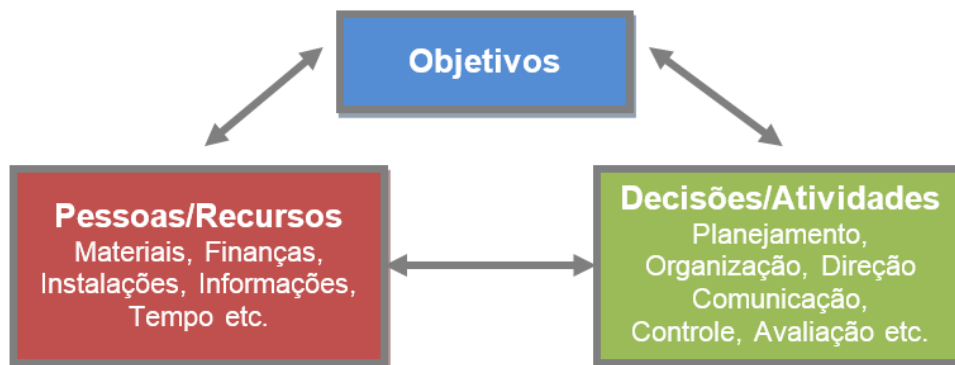 Objetivos
Pessoas/Recursos
Materiais, Finanças,
Instalações, Informações,
Tempo etc.
Decisões/Atividades
Planejamento,
Organização, Direção
Comunicação,
Controle, Avaliação etc.